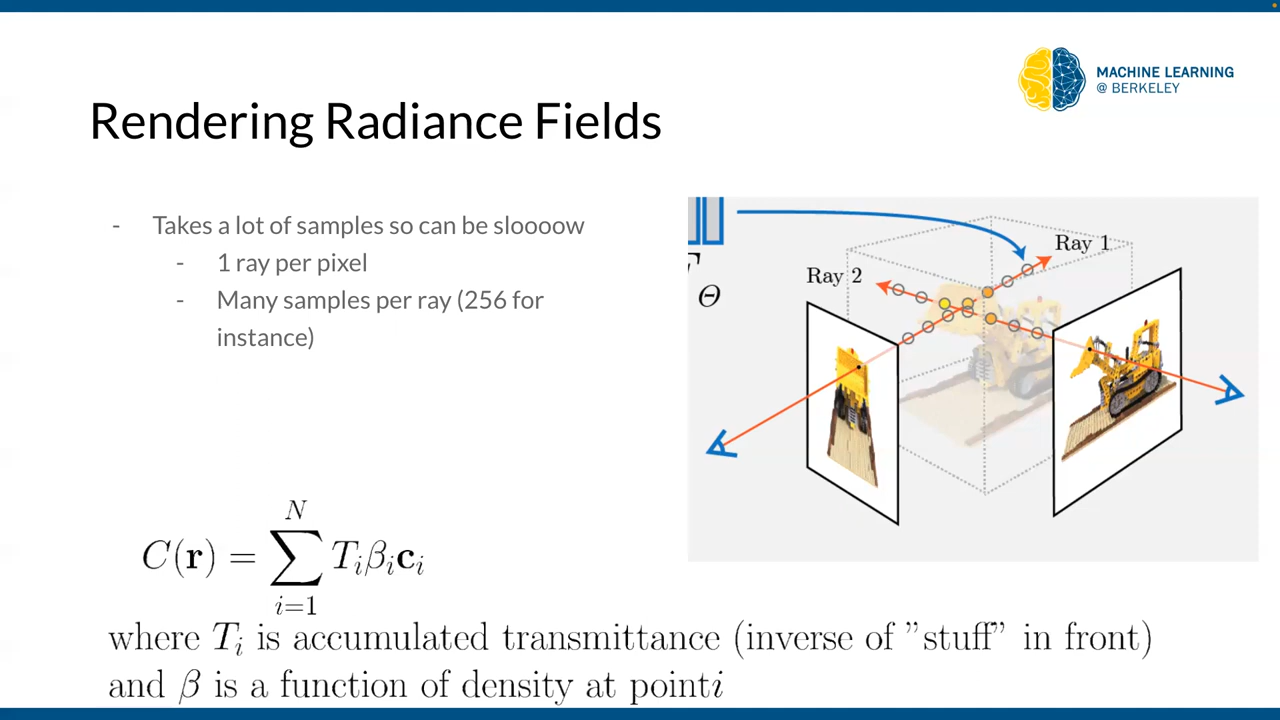 MACHINE LEARNING
@ BERKELEY
Rendering Radiance Fields
- Takes a lot of samples so can be sloooow
- 1 ray per pixel
- Many samples per ray (256 for
instance)
Ray 1
Ray 2
Θ
C(r) = ∑_{i=1}^{N} T_i β_i c_i
where T_i is accumulated transmittance (inverse of ”stuff” in front)
and β is a function of density at pointi